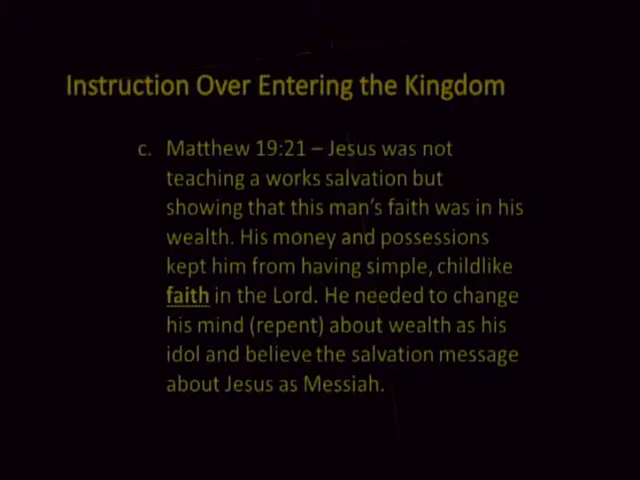 Instruction Over Entering the Kingdom
c. Matthew 19:21 – Jesus was not
teaching a works salvation but
showing that this man's faith was in his
wealth. His money and possessions
kept him from having simple, childlike
faith in the Lord. He needed to change
his mind (repent) about wealth as his
idol and believe the salvation message
about Jesus as Messiah.